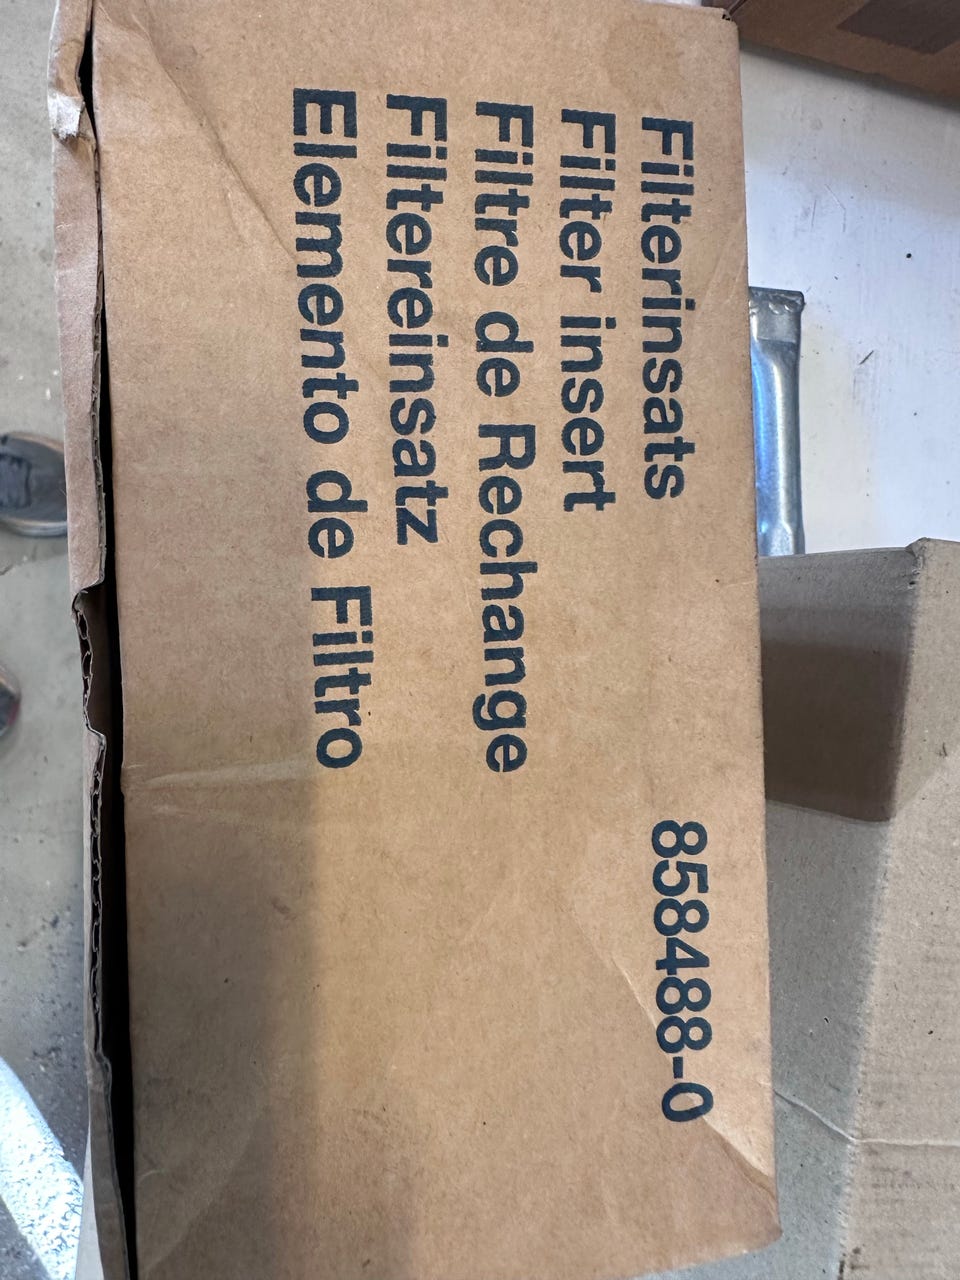 Filterinsats 858488-0
Filter insert
Filtre de Rechange
Filtereinsatz
Elemento de Filtro